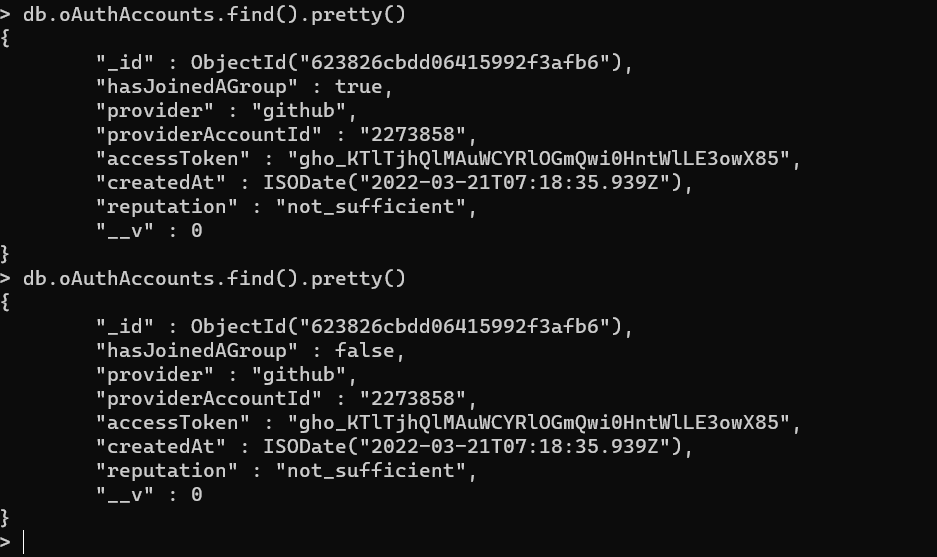 > db.oAuthAccounts.find().pretty()
{
"_id" : ObjectId("623826cbdd06415992f3afb6"),
"hasJoinedAGroup" : true,
"provider" : "github",
"providerAccountId" : "2273858",
"accessToken" : "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",
"createdAt" : ISODate("2022-03-21T07:18:35.939Z"),
"reputation" : "not_sufficient",
"__v" : 0
}
> db.oAuthAccounts.find().pretty()
{
"_id" : ObjectId("623826cbdd06415992f3afb6"),
"hasJoinedAGroup" : false,
"provider" : "github",
"providerAccountId" : "2273858",
"accessToken" : "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",
"createdAt" : ISODate("2022-03-21T07:18:35.939Z"),
"reputation" : "not_sufficient",
"__v" : 0
}
>